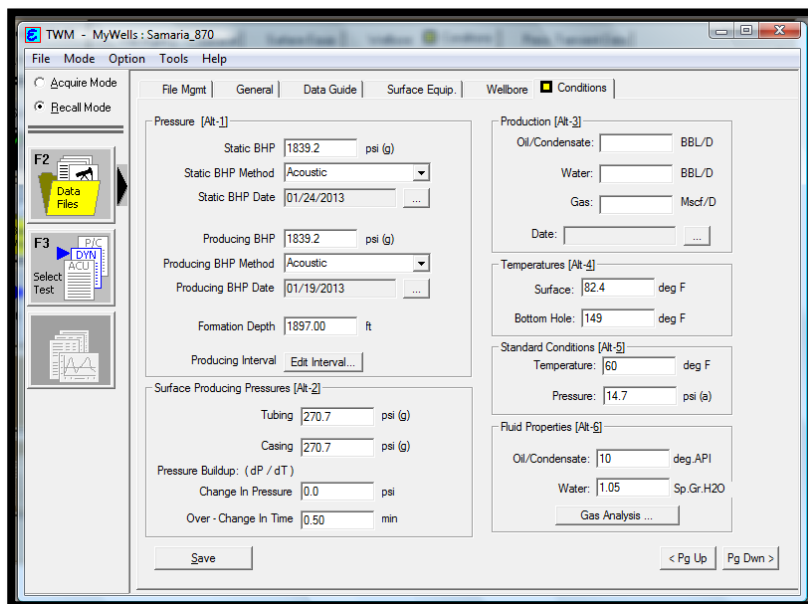 TWM - MyWells : Samaria_870
File Mode Option Tools Help
Acquire Mode
Recall Mode
F2
Data
Files
F3
P/C
DYN
ACU
Select
Test
File Mgmt General Data Guide Surface Equip. Wellbore Conditions
Pressure [Alt-1]
Static BHP 1839.2 psi (g)
Static BHP Method Acoustic
Static BHP Date 01/24/2013 ...
Producing BHP 1839.2 psi (g)
Producing BHP Method Acoustic
Producing BHP Date 01/19/2013 ...
Formation Depth 1897.00 ft
Producing Interval Edit Interval...
Surface Producing Pressures [Alt-2]
Tubing 270.7 psi (g)
Casing 270.7 psi (g)
Pressure Buildup: ( dP / dT )
Change In Pressure 0.0 psi
Over - Change In Time 0.50 min
Save
Production [Alt-3]
Oil/Condensate: BBL/D
Water: BBL/D
Gas: Mscf/D
Date: ...
Temperatures [Alt-4]
Surface: 82.4 deg F
Bottom Hole: 149 deg F
Standard Conditions [Alt-5]
Temperature: 60 deg F
Pressure: 14.7 psi (a)
Fluid Properties [Alt-6]
Oil/Condensate: 10 deg.API
Water: 1.05 Sp.Gr.H2O
Gas Analysis ...
< Pg Up Pg Dwn >